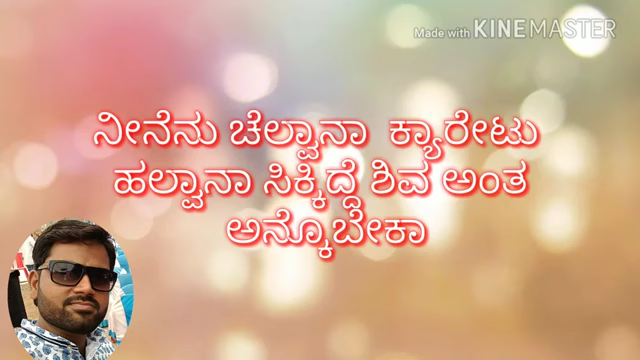 Made with KINEMASTER
ನೀನೆನು ಚೆಲ್ವಾನಾ ಕ್ಯಾರೇಟು
ಹಲ್ವಾನಾ ಸಿಕ್ಕಿದ್ದೆ ಶಿವ ಅಂತ
ಅನ್ಕೊಬೇಕಾ